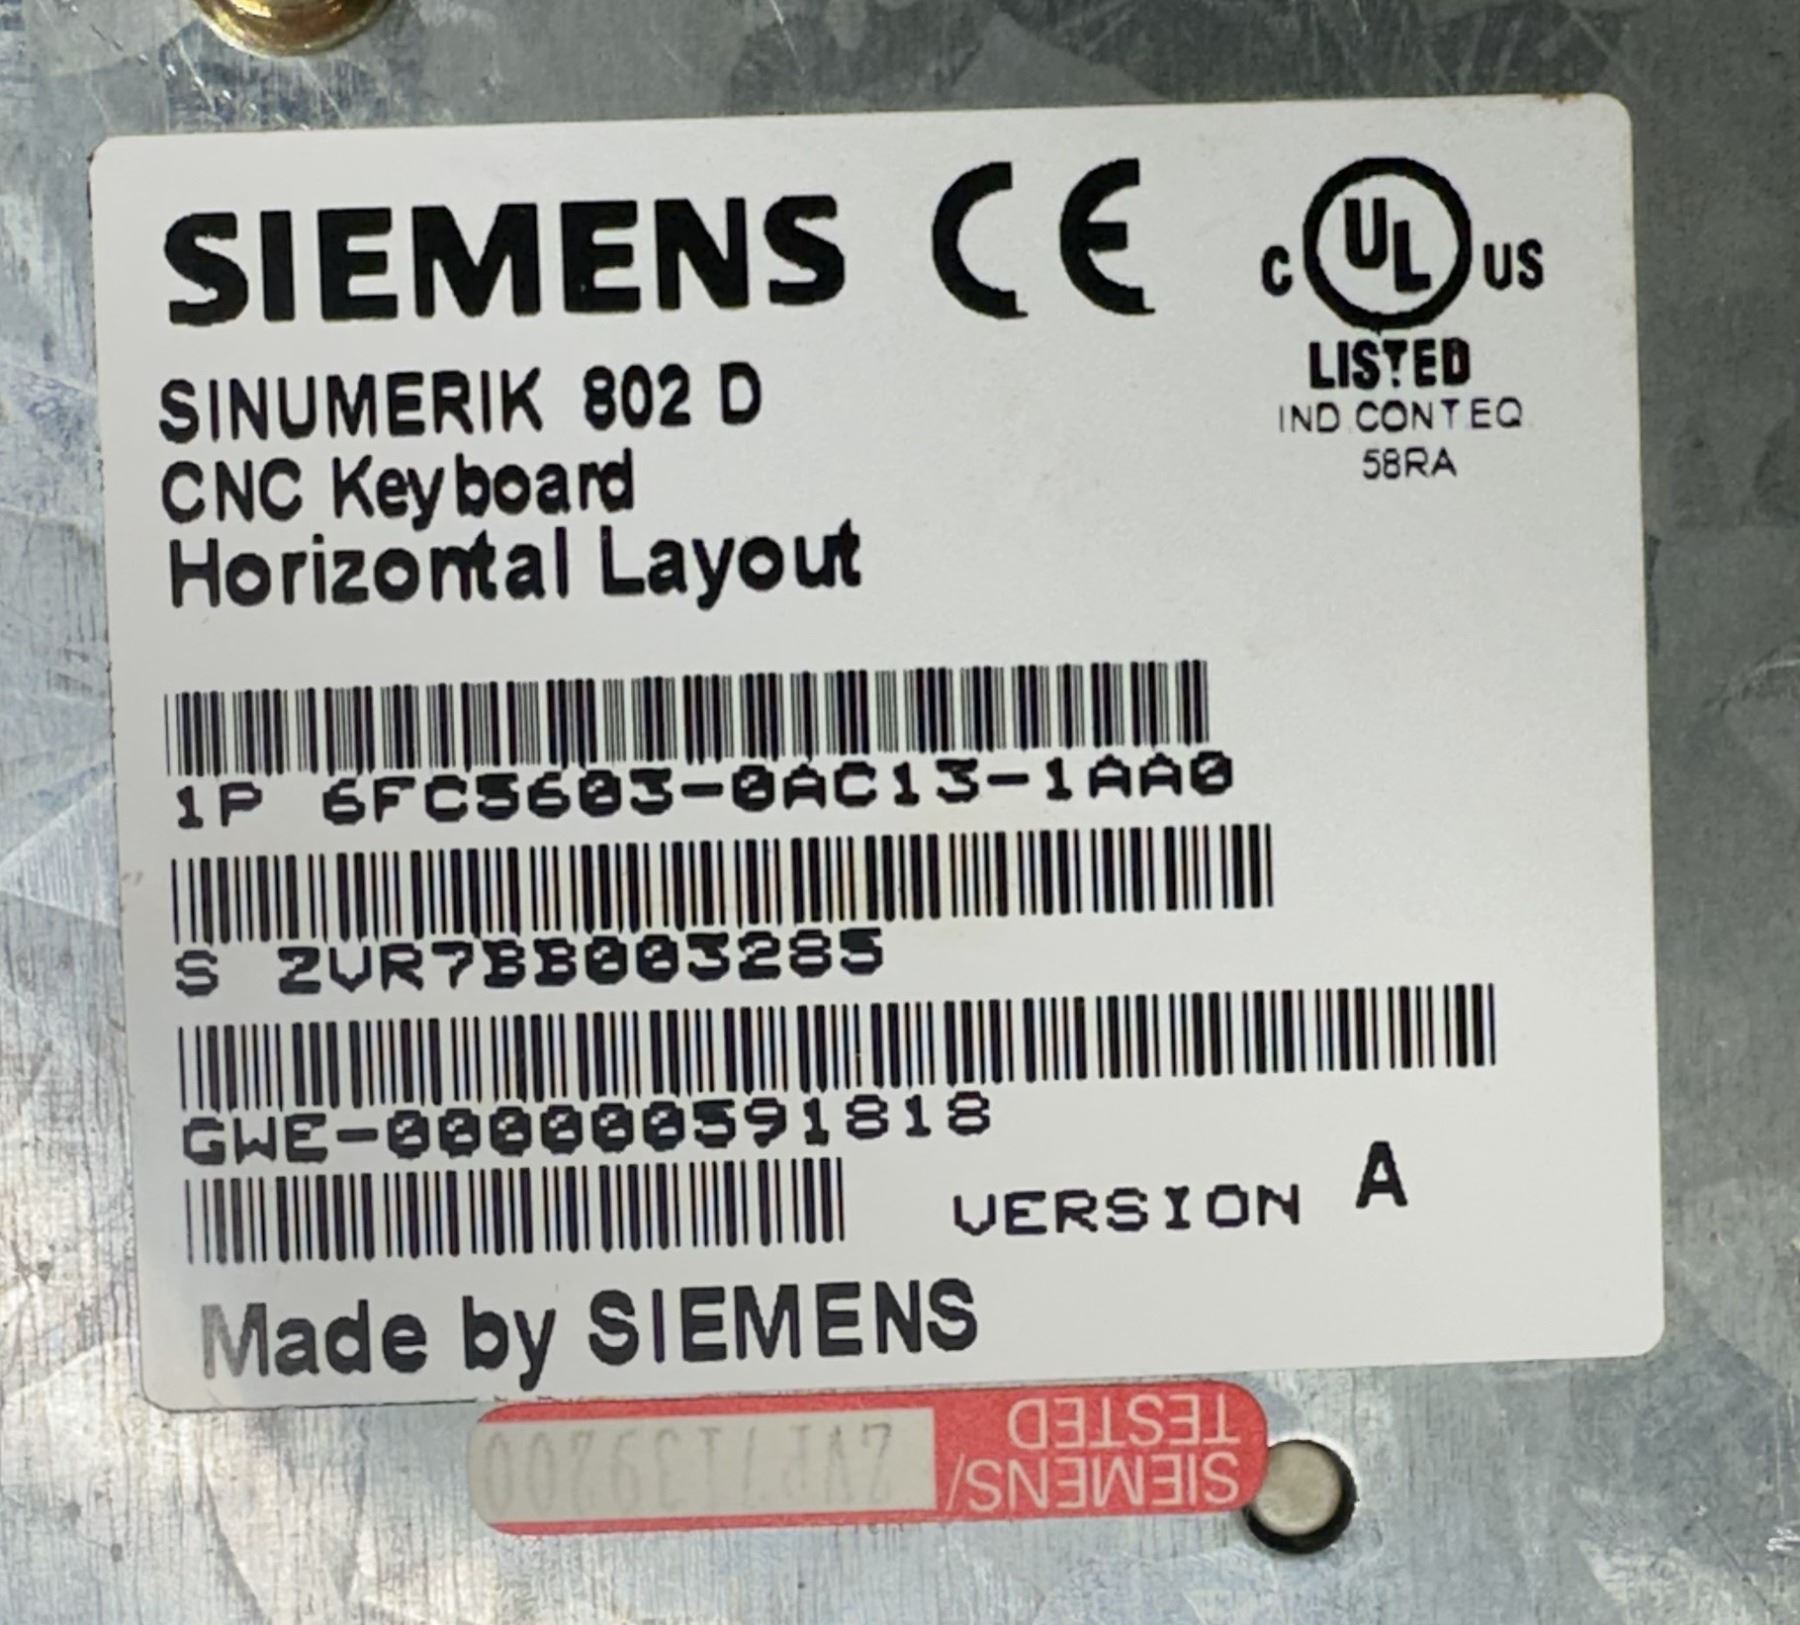 SIEMENS CE
C UL US
LISTED
IND.CONT.EQ
58RA
SINUMERIK 802 D
CNC Keyboard
Horizontal Layout
1P 6FC5603-0AC13-1AA0
S ZVR7BB003285
GWE-000000591818
VERSION A
Made by SIEMENS
SIEMENS/
TESTED